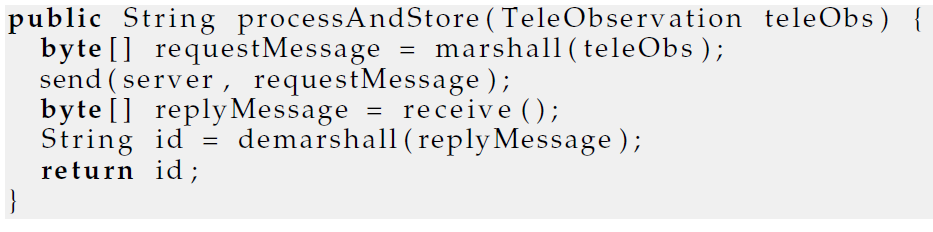 public String processAndStore(TeleObservation teleObs) {
  byte[] requestMessage = marshall(teleObs);
  send(server, requestMessage);
  byte[] replyMessage = receive();
  String id = demarshall(replyMessage);
  return id;
}